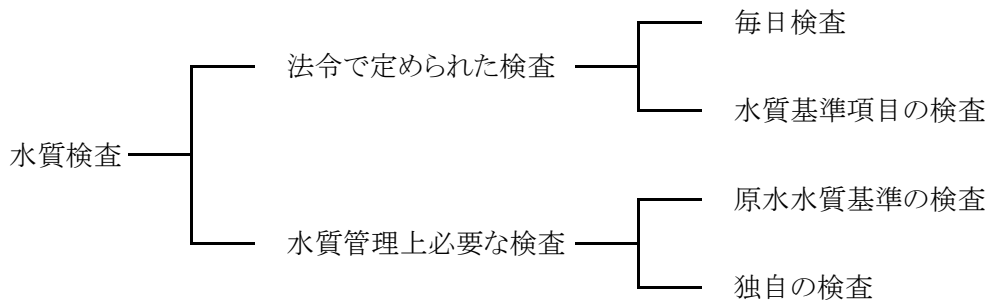 水質検査
法令で定められた検査
毎日検査
水質基準項目の検査
水質管理上必要な検査
原水水質基準の検査
独自の検査